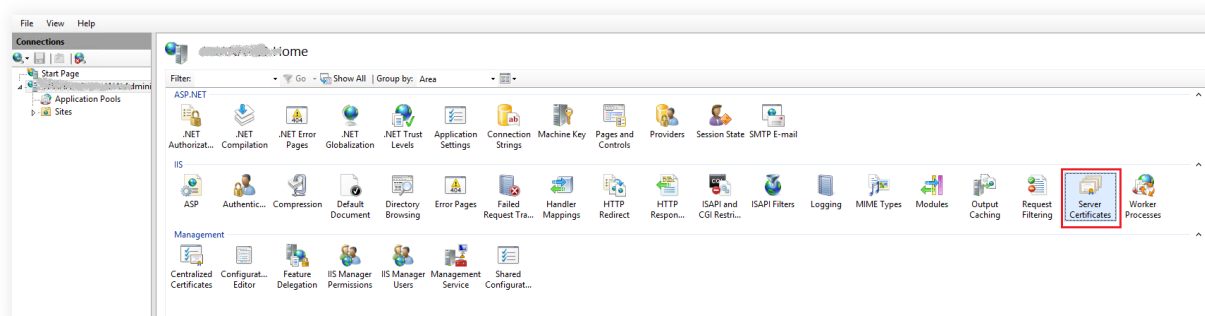 File View Help
Connections
Start Page
Admini
Application Pools
Sites
Home
Filter: Go Show All Group by: Area
ASP.NET
.NET Authorizat... .NET Compilation .NET Error Pages .NET Globalization .NET Trust Levels Application Settings Connection Strings Machine Key Pages and Controls Providers Session State SMTP E-mail
IIS
ASP Authentic... Compression Default Document Directory Browsing Error Pages Failed Request Tra... Handler Mappings HTTP Redirect HTTP Respon... ISAPI and CGI Restri... ISAPI Filters Logging MIME Types Modules Output Caching Request Filtering Server Certificates Worker Processes
Management
Centralized Certificates Configurat... Editor Feature Delegation IIS Manager Permissions IIS Manager Users Management Service Shared Configurat...